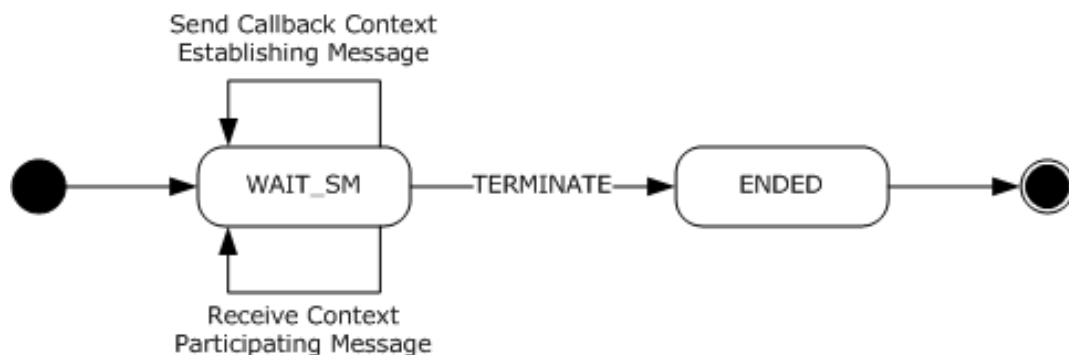 Send Callback Context
Establishing Message
WAIT_SM
TERMINATE
ENDED
Receive Context
Participating Message